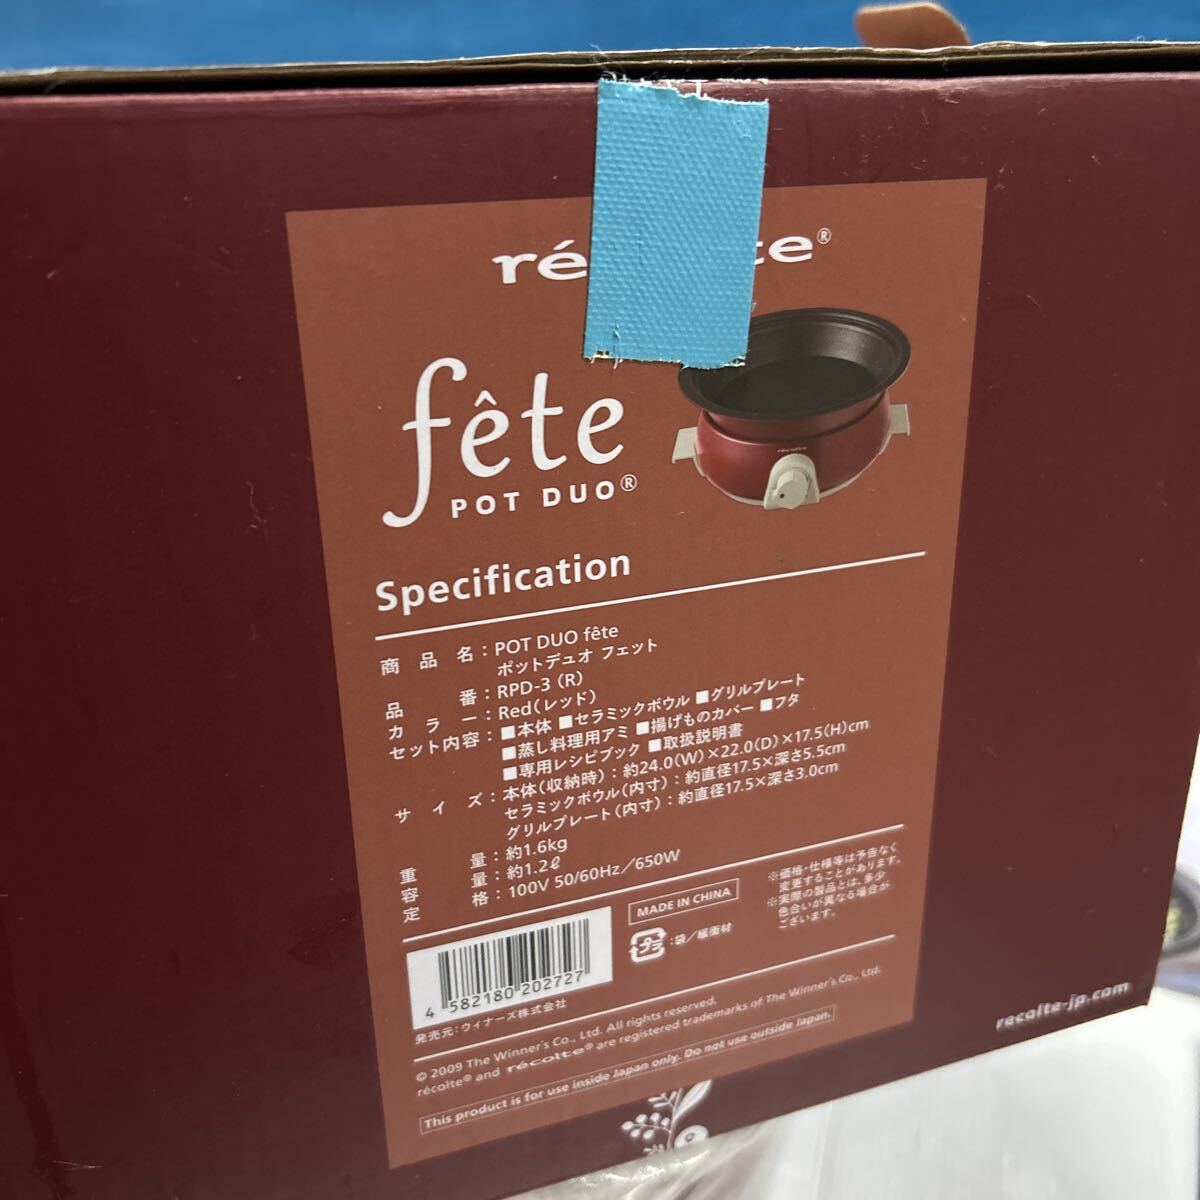 ré te®
fête
POT DUO®
récolte
Specification
商品名：POT DUO fête
ポットデュオ フェット
品番：RPD-3（R）
カラー：Red（レッド）
セット内容：■本体 ■セラミックボウル ■グリルプレート
■蒸し料理用アミ ■揚げものカバー ■フタ
■専用レシピブック ■取扱説明書
サイズ：本体（収納時）：約24.0（W）×22.0（D）×17.5（H）cm
セラミックボウル（内寸）：約直径17.5×深さ5.5cm
グリルプレート（内寸）：約直径17.5×深さ3.0cm
重量：約1.6kg
容量：約1.2ℓ
定格：100V 50/60Hz／650W
※価格・仕様等は予告なく
変更することがあります。
※実際の製品とは、多少
色合いが異なる場合が
ございます。
MADE IN CHINA
プラ：袋／緩衝材
4 582180 202727
発売元：ウィナーズ株式会社
© 2009 The Winner's Co., Ltd. All rights reserved.
récolte® and récolte® are registered trademarks of The Winner's Co., Ltd.
This product is for use inside Japan only. Do not use outside Japan.
recolte-jp.com